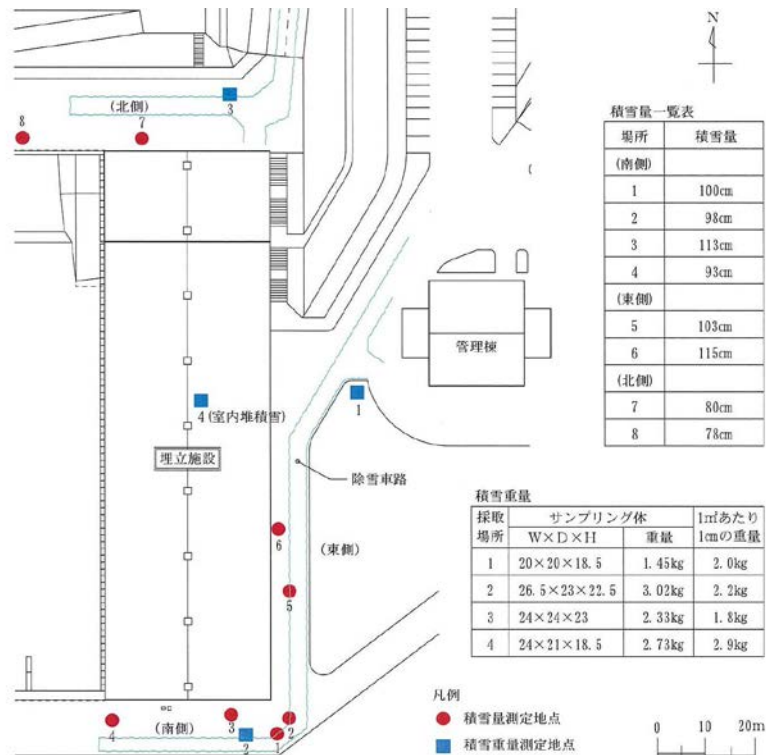 N
(北側)
3
8
7
積雪量一覧表
場所 積雪量
(南側)
1 100cm
2 98cm
3 113cm
4 93cm
(東側)
5 103cm
6 115cm
(北側)
7 80cm
8 78cm
管理棟
4(室内堆積雪)
1
埋立施設
除雪車路
6
(東側)
5
積雪重量
採取場所 サンプリング体 1㎡あたり1cmの重量
W×D×H 重量
1 20×20×18.5 1.45kg 2.0kg
2 26.5×23×22.5 3.02kg 2.2kg
3 24×24×23 2.33kg 1.8kg
4 24×21×18.5 2.73kg 2.9kg
(南側)
4
3
2
2
1
凡例
積雪量測定地点
積雪重量測定地点
0 10 20m